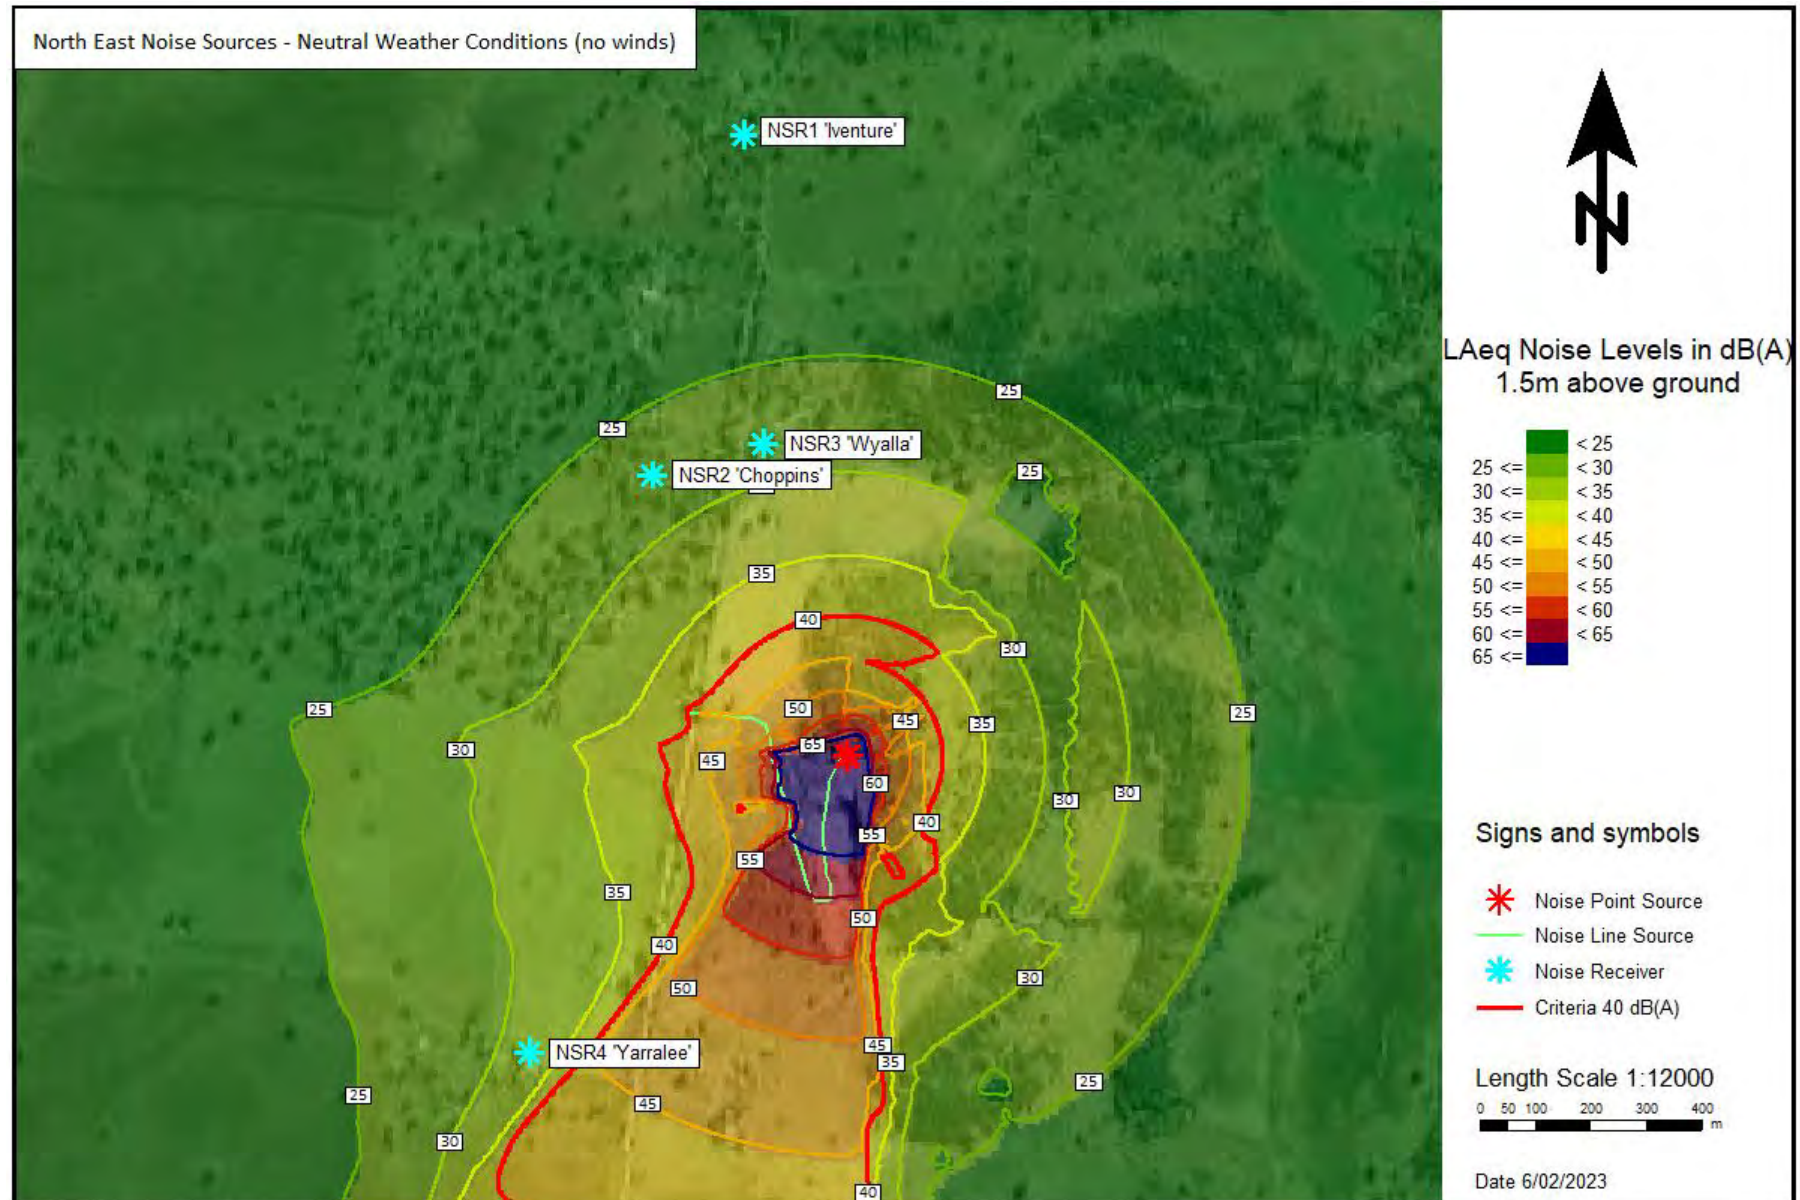 North East Noise Sources - Neutral Weather Conditions (no winds)
NSR1 'Iventure'
N
LAeq Noise Levels in dB(A)
1.5m above ground
< 25
25 <= < 30
30 <= < 35
35 <= < 40
40 <= < 45
45 <= < 50
50 <= < 55
55 <= < 60
60 <= < 65
65 <=
25
25
NSR3 'Wyalla'
NSR2 'Choppins'
25
35
40
30
25
50
45
35
25
30
65
45
60
30
30
40
55
55
35
50
40
30
50
45
35
NSR4 'Yarralee'
25
25
45
30
40
Signs and symbols
Noise Point Source
Noise Line Source
Noise Receiver
Criteria 40 dB(A)
Length Scale 1:12000
0 50 100 200 300 400
m
Date 6/02/2023